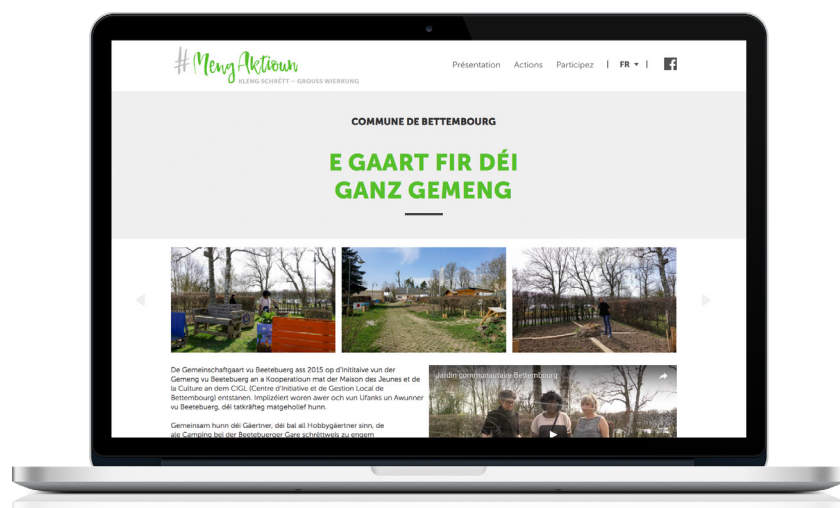 #MengAktioun
KLENG SCHRËTT – GROUSS WIERKUNG
Présentation Actions Participez | FR |
COMMUNE DE BETTEMBOURG
E GAART FIR DÉI
GANZ GEMENG
De Gemeinschaftgaart vu Beetebuerg ass 2015 op d'Inititaive vun der
Gemeng vu Beetebuerg an a Kooperatioun mat der Maison des Jeunes et de
la Culture an dem CIGL (Centre d'Initiative et de Gestion Local de
Bettembourg) entstanen. Implizéiert woren awer och vun Ufanks un Awunner
vu Beetebuerg, déi tatkräfteg matgehollef hunn.
Jardin communautaire Bettembourg
Gemeinsam hunn déi Gäertner, déi bal all Hobbygäertner sinn, de
ale Camping bei der Beetebuerger Gare schrëttweis zu engem